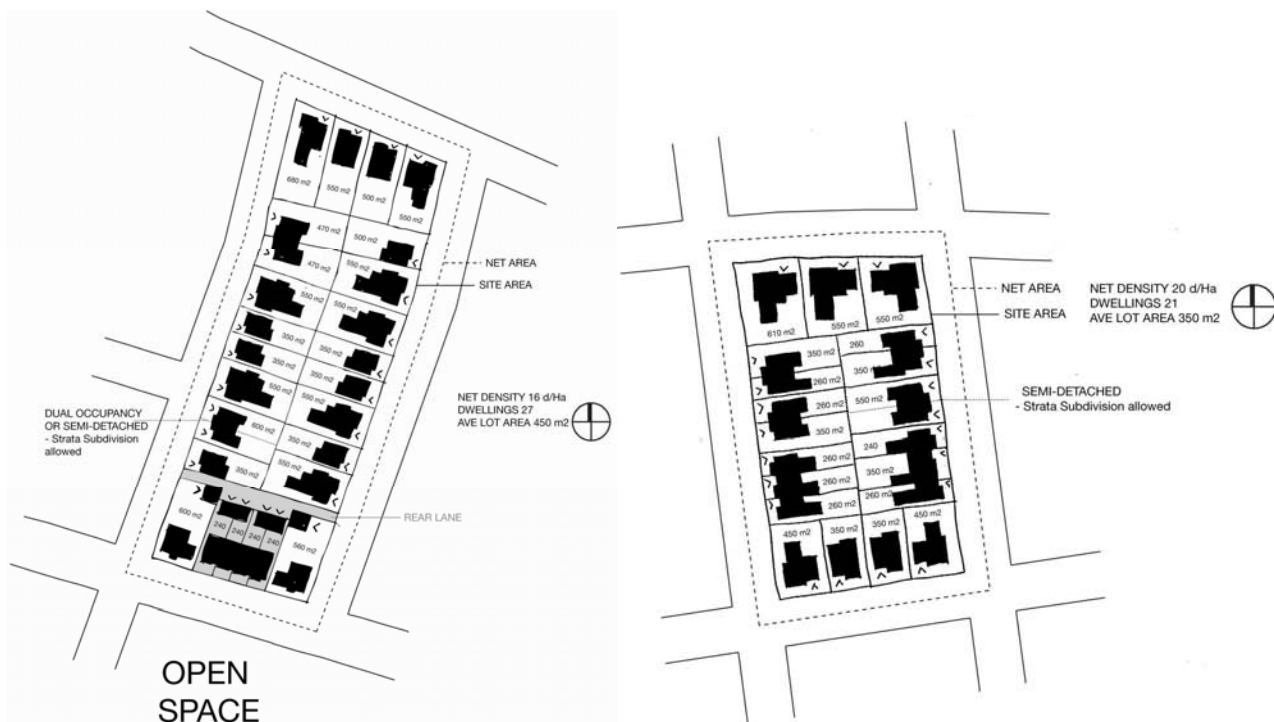 680 m2
550 m2
500 m2
550 m2
470 m2
500 m2
470 m2
550 m2
550 m2
550 m2
350 m2
350 m2
350 m2
350 m2
550 m2
550 m2
600 m2
350 m2
350 m2
550 m2
600 m2
240
240
240
240
560 m2
NET AREA
SITE AREA
NET DENSITY 16 d/Ha
DWELLINGS 27
AVE LOT AREA 450 m2
DUAL OCCUPANCY
OR SEMI-DETACHED
- Strata Subdivision
allowed
REAR LANE
OPEN
SPACE
610 m2
550 m2
550 m2
350 m2
260
260 m2
350 m2
260 m2
550 m2
350 m2
240
260 m2
350 m2
260 m2
260 m2
260 m2
450 m2
350 m2
350 m2
450 m2
NET AREA
SITE AREA
NET DENSITY 20 d/Ha
DWELLINGS 21
AVE LOT AREA 350 m2
SEMI-DETACHED
- Strata Subdivision allowed